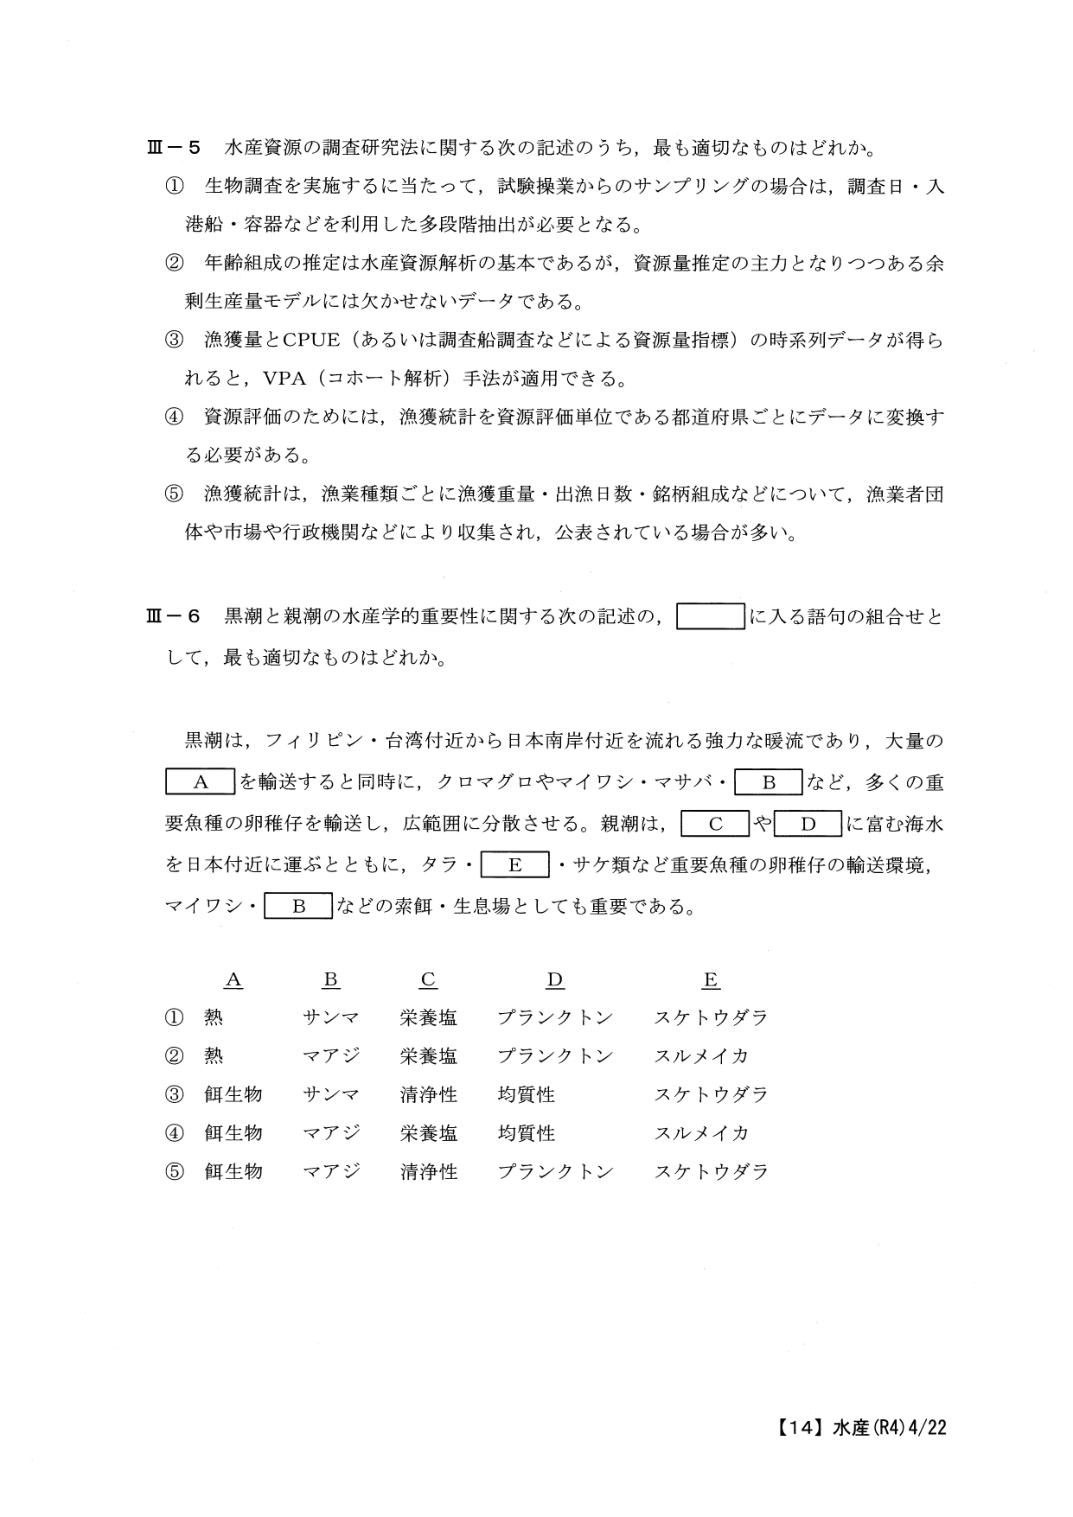 Ⅲ－５　水産資源の調査研究法に関する次の記述のうち，最も適切なものはどれか。
①　生物調査を実施するに当たって，試験操業からのサンプリングの場合は，調査日・入
港船・容器などを利用した多段階抽出が必要となる。
②　年齢組成の推定は水産資源解析の基本であるが，資源量推定の主力となりつつある余
剰生産量モデルには欠かせないデータである。
③　漁獲量とCPUE（あるいは調査船調査などによる資源量指標）の時系列データが得ら
れると，VPA（コホート解析）手法が適用できる。
④　資源評価のためには，漁獲統計を資源評価単位である都道府県ごとにデータに変換す
る必要がある。
⑤　漁獲統計は，漁業種類ごとに漁獲重量・出漁日数・銘柄組成などについて，漁業者団
体や市場や行政機関などにより収集され，公表されている場合が多い。
Ⅲ－６　黒潮と親潮の水産学的重要性に関する次の記述の，　　　に入る語句の組合せと
して，最も適切なものはどれか。
黒潮は，フィリピン・台湾付近から日本南岸付近を流れる強力な暖流であり，大量の
A を輸送すると同時に，クロマグロやマイワシ・マサバ・ B など，多くの重
要魚種の卵稚仔を輸送し，広範囲に分散させる。親潮は， C や D に富む海水
を日本付近に運ぶとともに，タラ・ E ・サケ類など重要魚種の卵稚仔の輸送環境，
マイワシ・ B などの索餌・生息場としても重要である。
A　B　C　D　E
①　熱　サンマ　栄養塩　プランクトン　スケトウダラ
②　熱　マアジ　栄養塩　プランクトン　スルメイカ
③　餌生物　サンマ　清浄性　均質性　スケトウダラ
④　餌生物　マアジ　栄養塩　均質性　スルメイカ
⑤　餌生物　マアジ　清浄性　プランクトン　スケトウダラ
【14】水産(R4)4/22